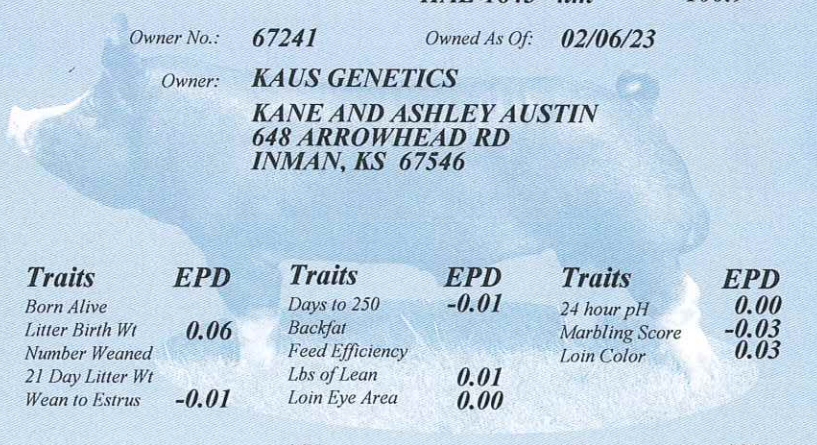 Owner No.: 67241 Owned As Of: 02/06/23
Owner: KAUS GENETICS
KANE AND ASHLEY AUSTIN
648 ARROWHEAD RD
INMAN, KS 67546
Traits EPD Traits EPD Traits EPD
Born Alive Days to 250 -0.01 24 hour pH 0.00
Litter Birth Wt 0.06 Backfat Marbling Score -0.03
Number Weaned Feed Efficiency Loin Color 0.03
21 Day Litter Wt Lbs of Lean 0.01
Wean to Estrus -0.01 Loin Eye Area 0.00